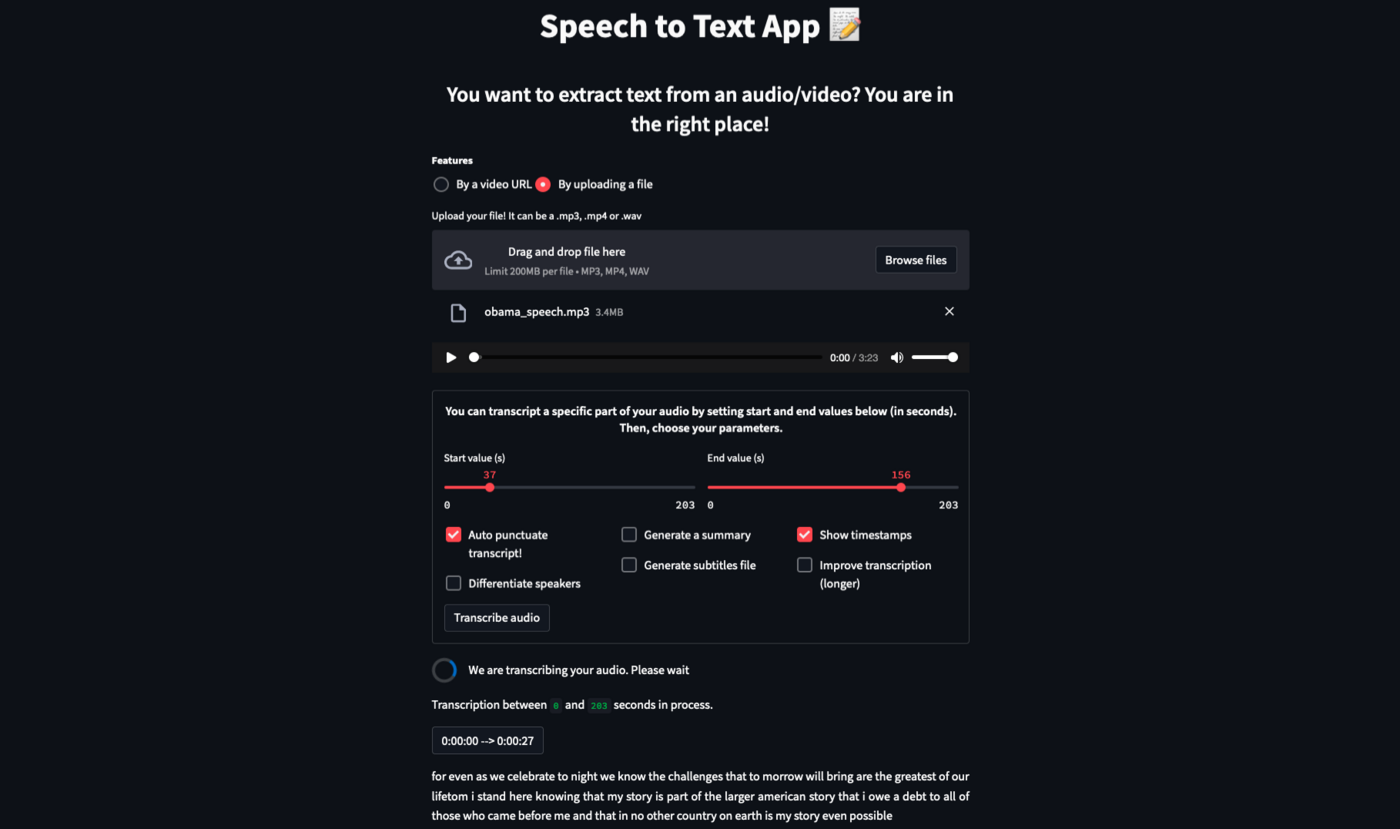 Speech to Text App 📝
You want to extract text from an audio/video? You are in
the right place!
Features
By a video URL By uploading a file
Upload your file! It can be a .mp3, .mp4 or .wav
Drag and drop file here
Limit 200MB per file • MP3, MP4, WAV
Browse files
obama_speech.mp3 3.4MB
0:00 / 3:23
You can transcript a specific part of your audio by setting start and end values below (in seconds).
Then, choose your parameters.
Start value (s)
37
0 203
End value (s)
156
0 203
Auto punctuate
transcript!
Differentiate speakers
Generate a summary
Generate subtitles file
Show timestamps
Improve transcription
(longer)
Transcribe audio
We are transcribing your audio. Please wait
Transcription between 0 and 203 seconds in process.
0:00:00 --> 0:00:27
for even as we celebrate to night we know the challenges that to morrow will bring are the greatest of our
lifetom i stand here knowing that my story is part of the larger american story that i owe a debt to all of
those who came before me and that in no other country on earth is my story even possible